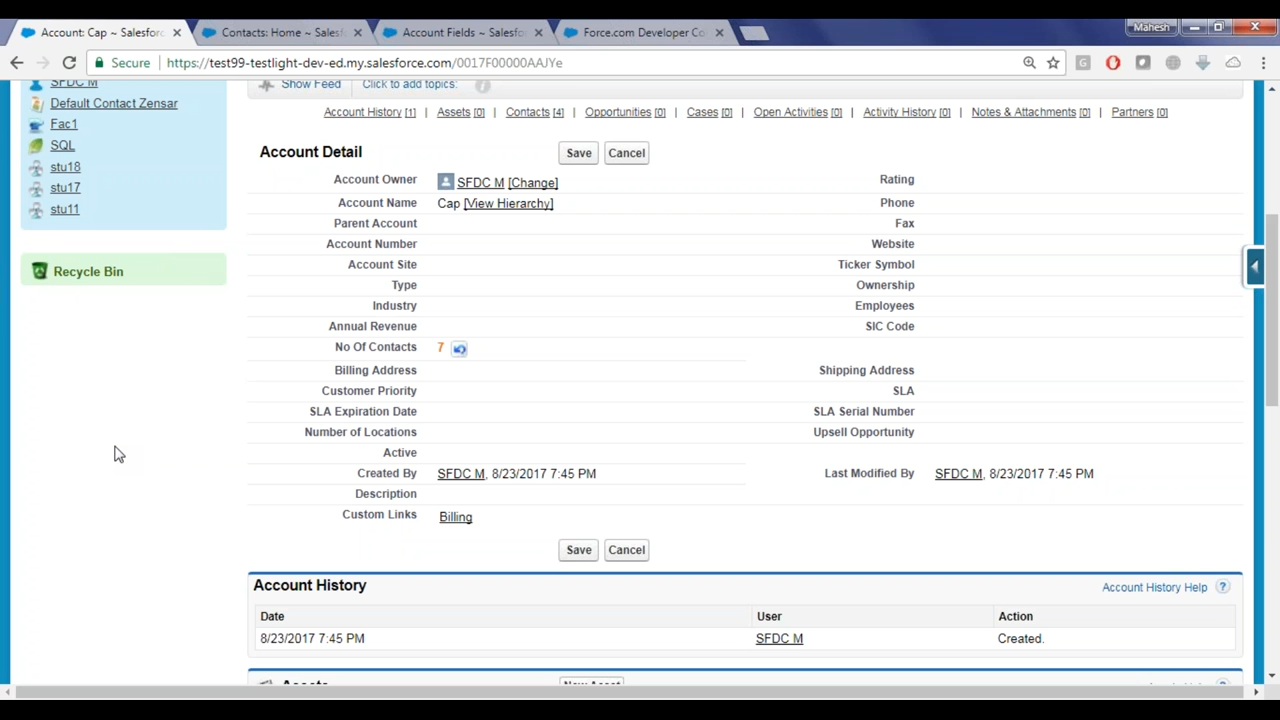 Account: Cap ~ Salesforc
Contacts: Home ~ Salesfo
Account Fields ~ Salesfo
Force.com Developer Co
Mahesh
Secure
https://test99-testlight-dev-ed.my.salesforce.com/0017F00000AAJYe
SFDC M
Default Contact Zensar
Fac1
SQL
stu18
stu17
stu11
Recycle Bin
Show Feed Click to add topics:
Account History [1] | Assets [0] | Contacts [4] | Opportunities [0] | Cases [0] | Open Activities [0] | Activity History [0] | Notes & Attachments [0] | Partners [0]
Account Detail Save Cancel
Account Owner SFDC M [Change] Rating
Account Name Cap [View Hierarchy] Phone
Parent Account Fax
Account Number Website
Account Site Ticker Symbol
Type Ownership
Industry Employees
Annual Revenue SIC Code
No Of Contacts 7
Billing Address Shipping Address
Customer Priority SLA
SLA Expiration Date SLA Serial Number
Number of Locations Upsell Opportunity
Active
Created By SFDC M, 8/23/2017 7:45 PM Last Modified By SFDC M, 8/23/2017 7:45 PM
Description
Custom Links Billing
Save Cancel
Account History Account History Help ?
Date User Action
8/23/2017 7:45 PM SFDC M Created.